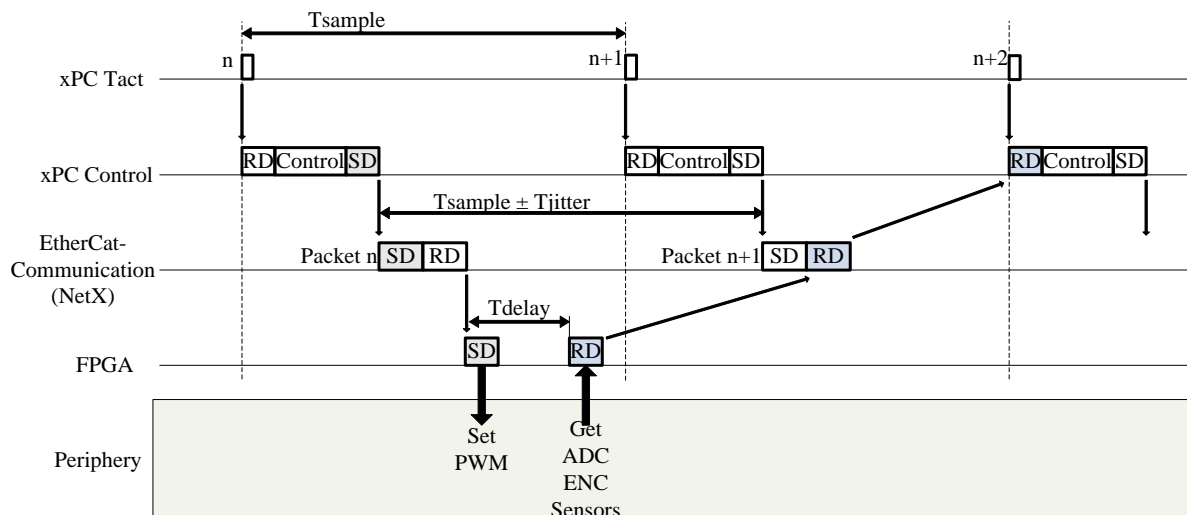 Tsample
n
n+1
n+2
xPC Tact
RD Control SD
RD Control SD
RD Control SD
xPC Control
Tsample ± Tjitter
EtherCat-
Communication
(NetX)
Packet n SD RD
Packet n+1 SD RD
Tdelay
SD
RD
FPGA
Set
PWM
Get
ADC
ENC
Sensors
Periphery